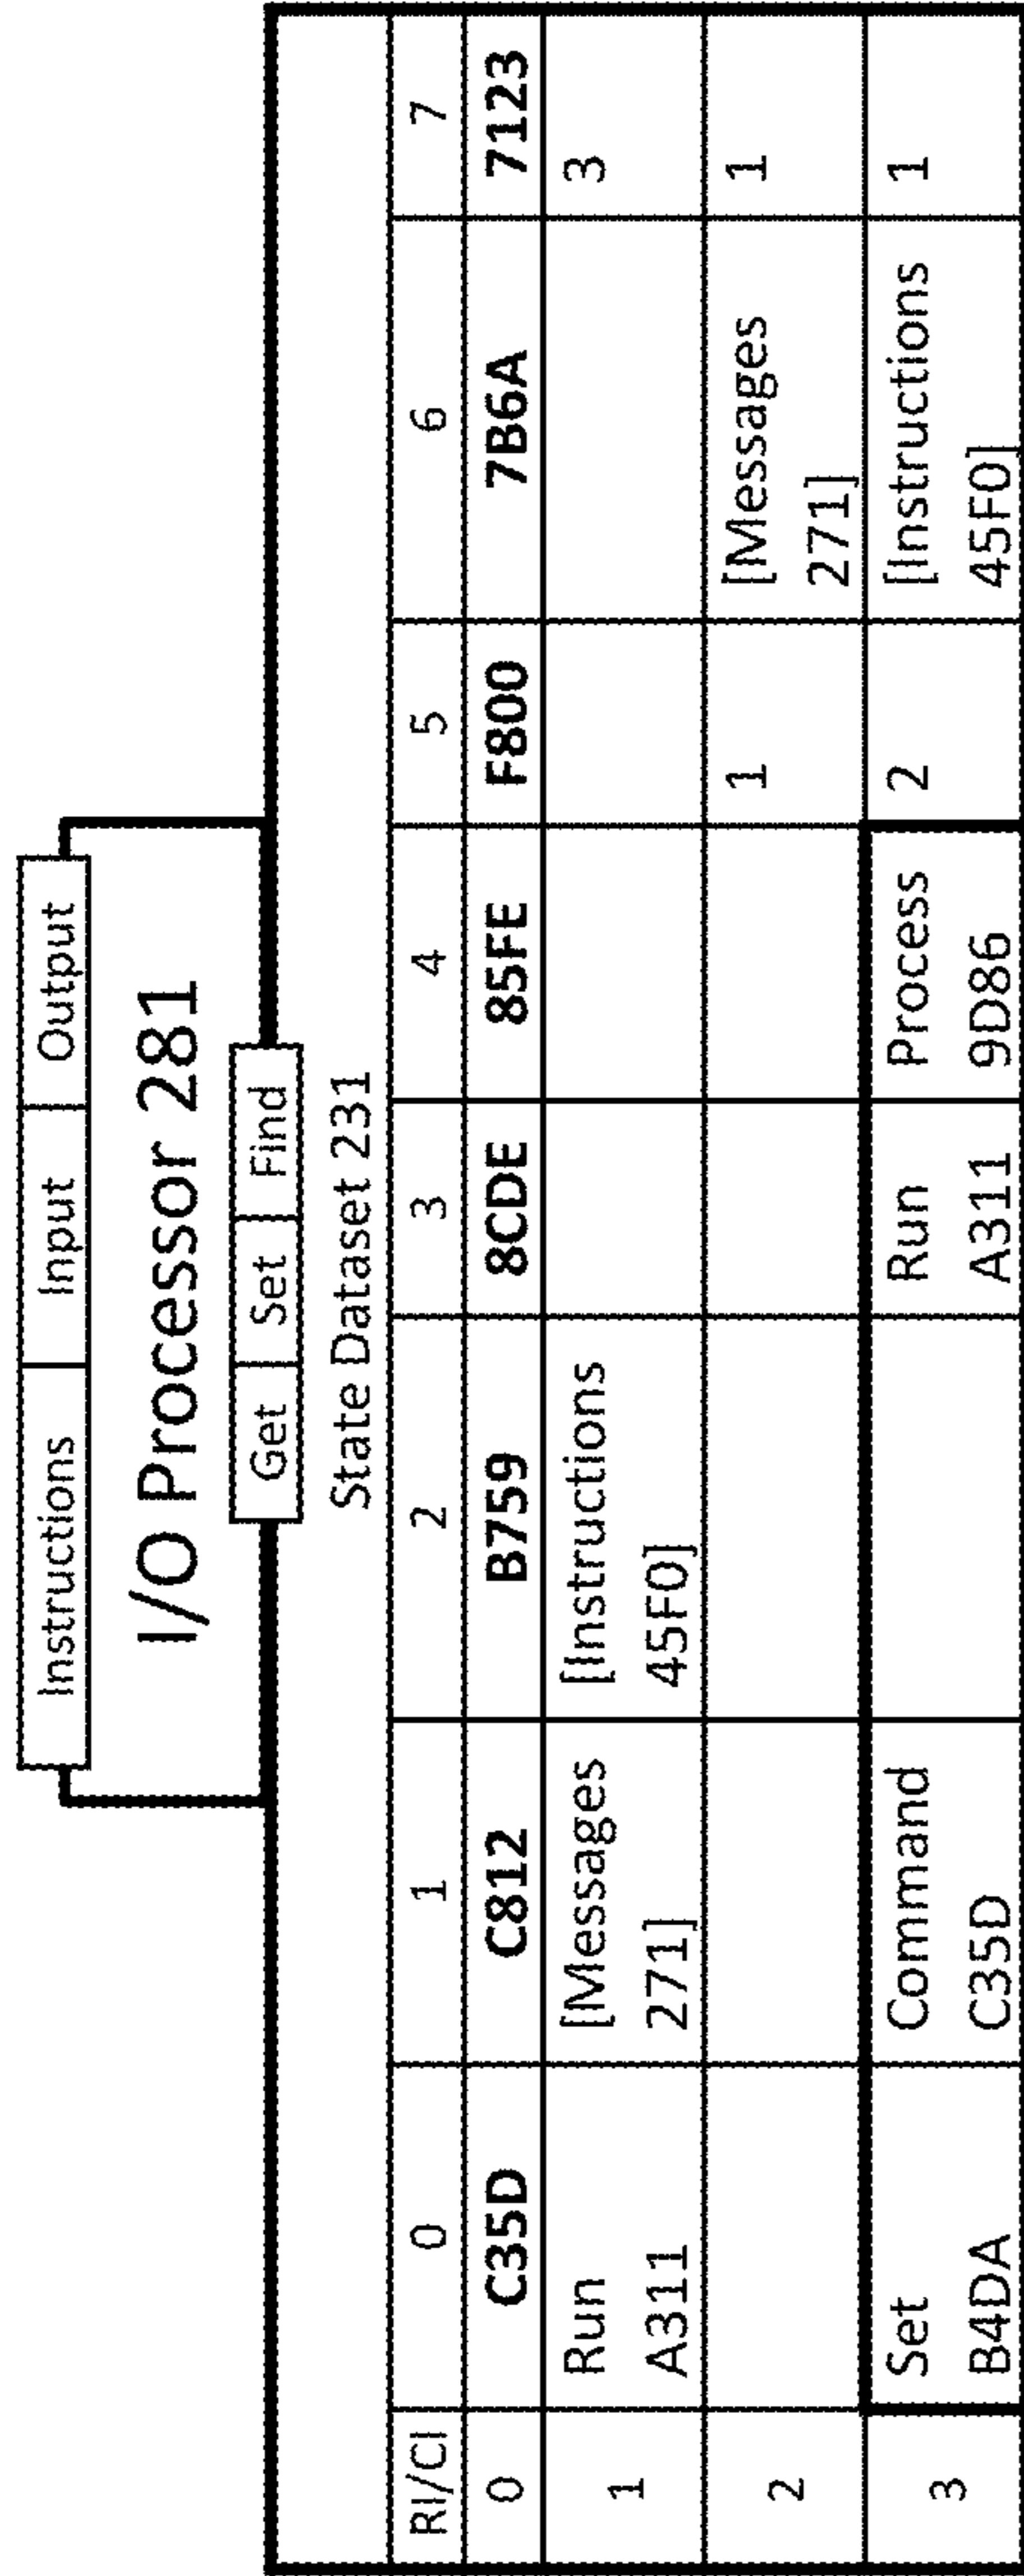 Instructions Input Output
I/O Processor 281
Get Set Find
State Dataset 231
RI/CI 0 1 2 3 4 5 6 7
0 C35D C812 B759 8CDE 85FE F800 7B6A 7123
1 Run A311 [Messages 271] [Instructions 45F0] 3
2 1 [Messages 271] 1
3 Set B4DA Command C35D Run A311 Process 9D86 2 [Instructions 45F0] 1